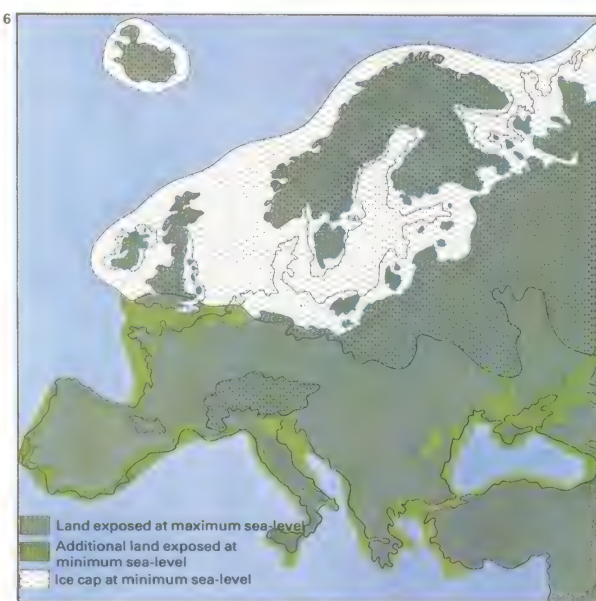 6
Land exposed at maximum sea-level
Additional land exposed at
minimum sea-level
Ice cap at minimum sea-level